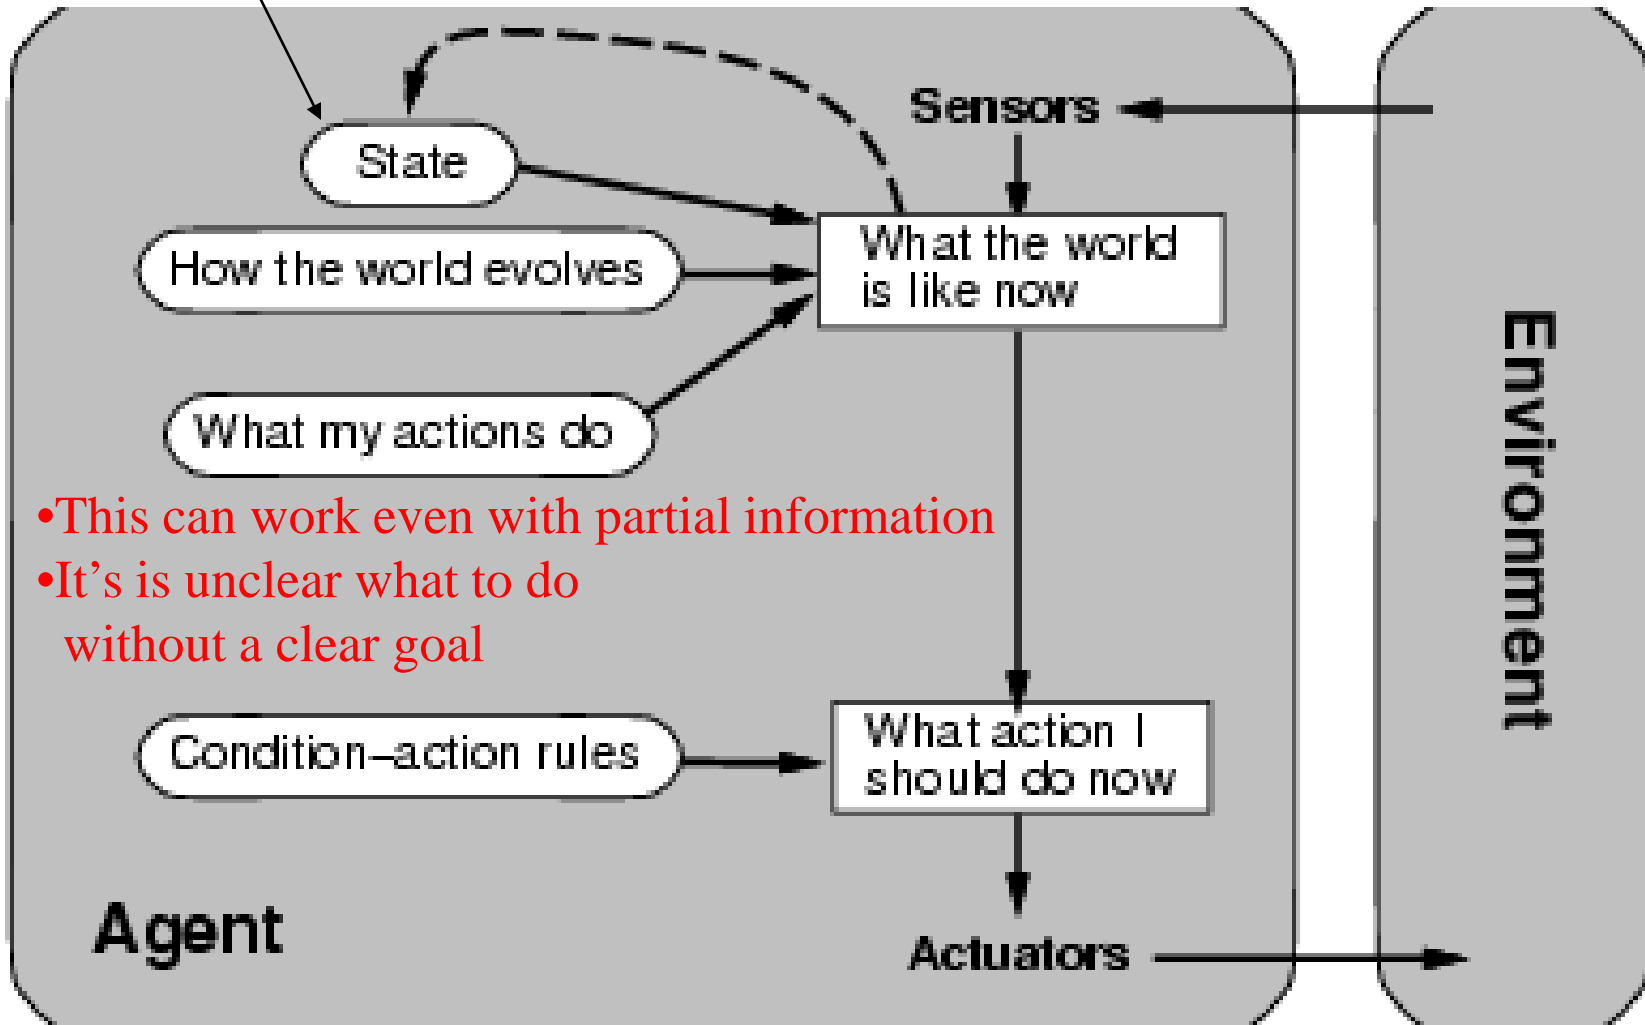 Sensors
State
What the world
is like now
How the world evolves
What my actions do
•This can work even with partial information
•It’s is unclear what to do
without a clear goal
Condition–action rules
What action I
should do now
Agent
Actuators
Environment